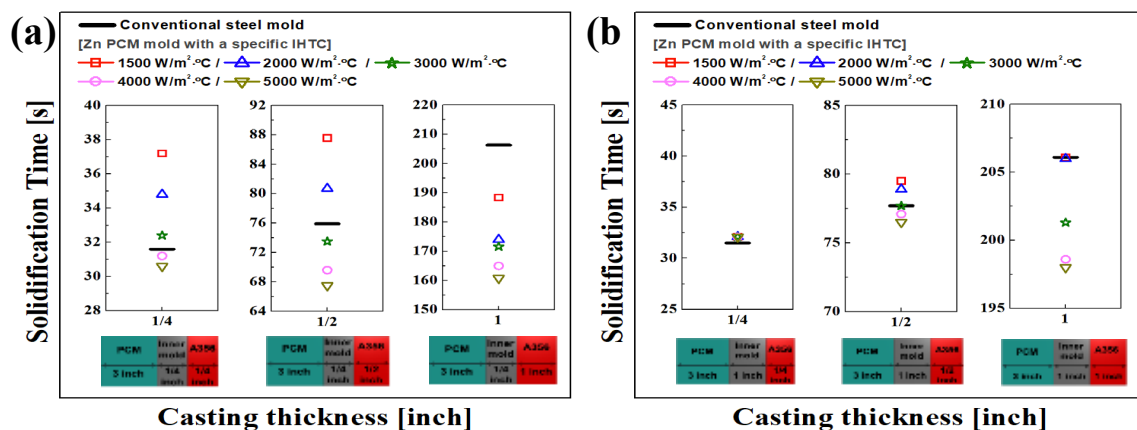 (a)
Conventional steel mold
[Zn PCM mold with a specific IHTC]
1500 W/m²·°C / 2000 W/m²·°C / 3000 W/m²·°C
4000 W/m²·°C / 5000 W/m²·°C
Solidification Time [s]
40
38
36
34
32
30
28
1/4
92
88
84
80
76
72
68
64
1/2
220
210
200
190
180
170
160
150
1
PCM Inner mold A356
3 inch 1/4 inch 1/4 inch
PCM Inner mold A356
3 inch 1/4 inch 1/2 inch
PCM Inner mold A356
3 inch 1/4 inch 1 inch
Casting thickness [inch]
(b)
Conventional steel mold
[Zn PCM mold with a specific IHTC]
1500 W/m²·°C / 2000 W/m²·°C / 3000 W/m²·°C
4000 W/m²·°C / 5000 W/m²·°C
Solidification Time [s]
45
40
35
30
25
1/4
85
80
75
70
1/2
210
205
200
195
1
PCM Inner mold A356
3 inch 1 inch 1/4 inch
PCM Inner mold A356
3 inch 1 inch 1/2 inch
PCM Inner mold A356
3 inch 1 inch 1 inch
Casting thickness [inch]